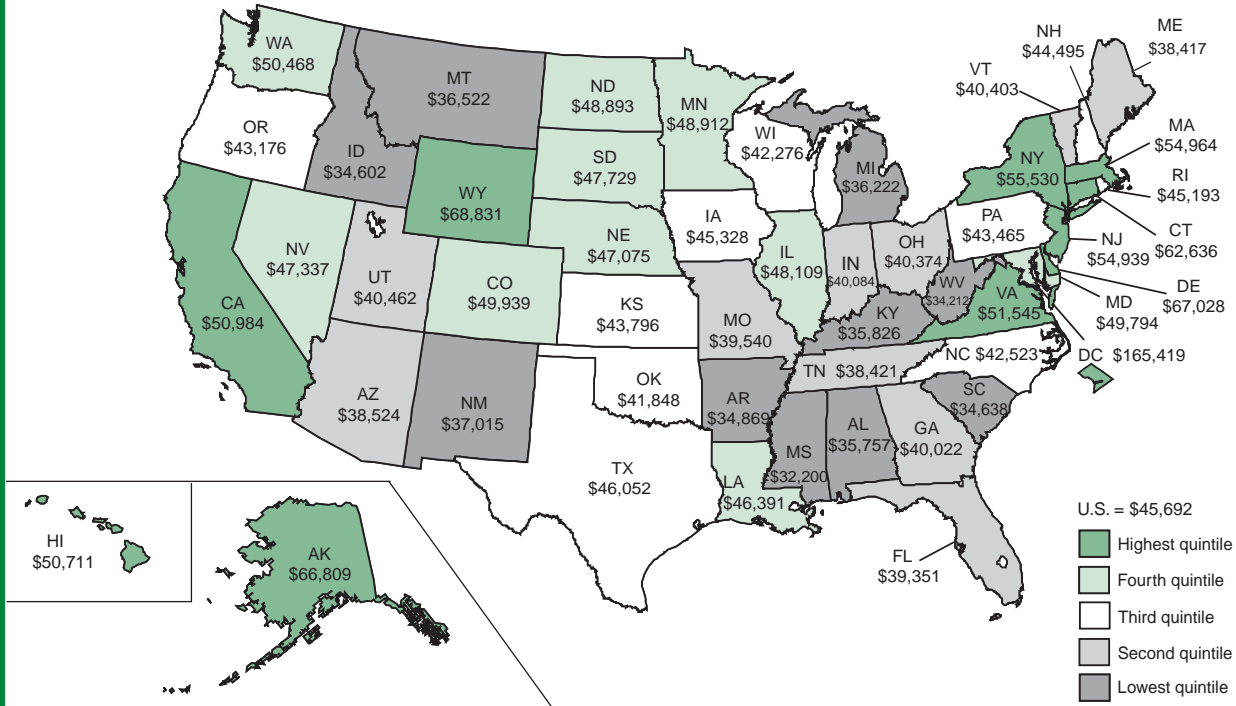 WA
$50,468
MT
$36,522
ND
$48,893
MN
$48,912
OR
$43,176
ID
$34,602
WY
$68,831
SD
$47,729
WI
$42,276
MI
$36,222
NH
$44,495
ME
$38,417
VT
$40,403
NY
$55,530
MA
$54,964
RI
$45,193
CT
$62,636
NJ
$54,939
PA
$43,465
DE
$67,028
MD
$49,794
DC $165,419
NV
$47,337
UT
$40,462
CO
$49,939
NE
$47,075
IA
$45,328
IL
$48,109
IN
$40,084
OH
$40,374
WV
$34,212
VA
$51,545
CA
$50,984
KS
$43,796
MO
$39,540
KY
$35,826
NC $42,523
TN $38,421
AZ
$38,524
NM
$37,015
OK
$41,848
AR
$34,869
SC
$34,638
MS
$32,200
AL
$35,757
GA
$40,022
TX
$46,052
LA
$46,391
FL
$39,351
HI
$50,711
AK
$66,809
U.S. = $45,692
Highest quintile
Fourth quintile
Third quintile
Second quintile
Lowest quintile